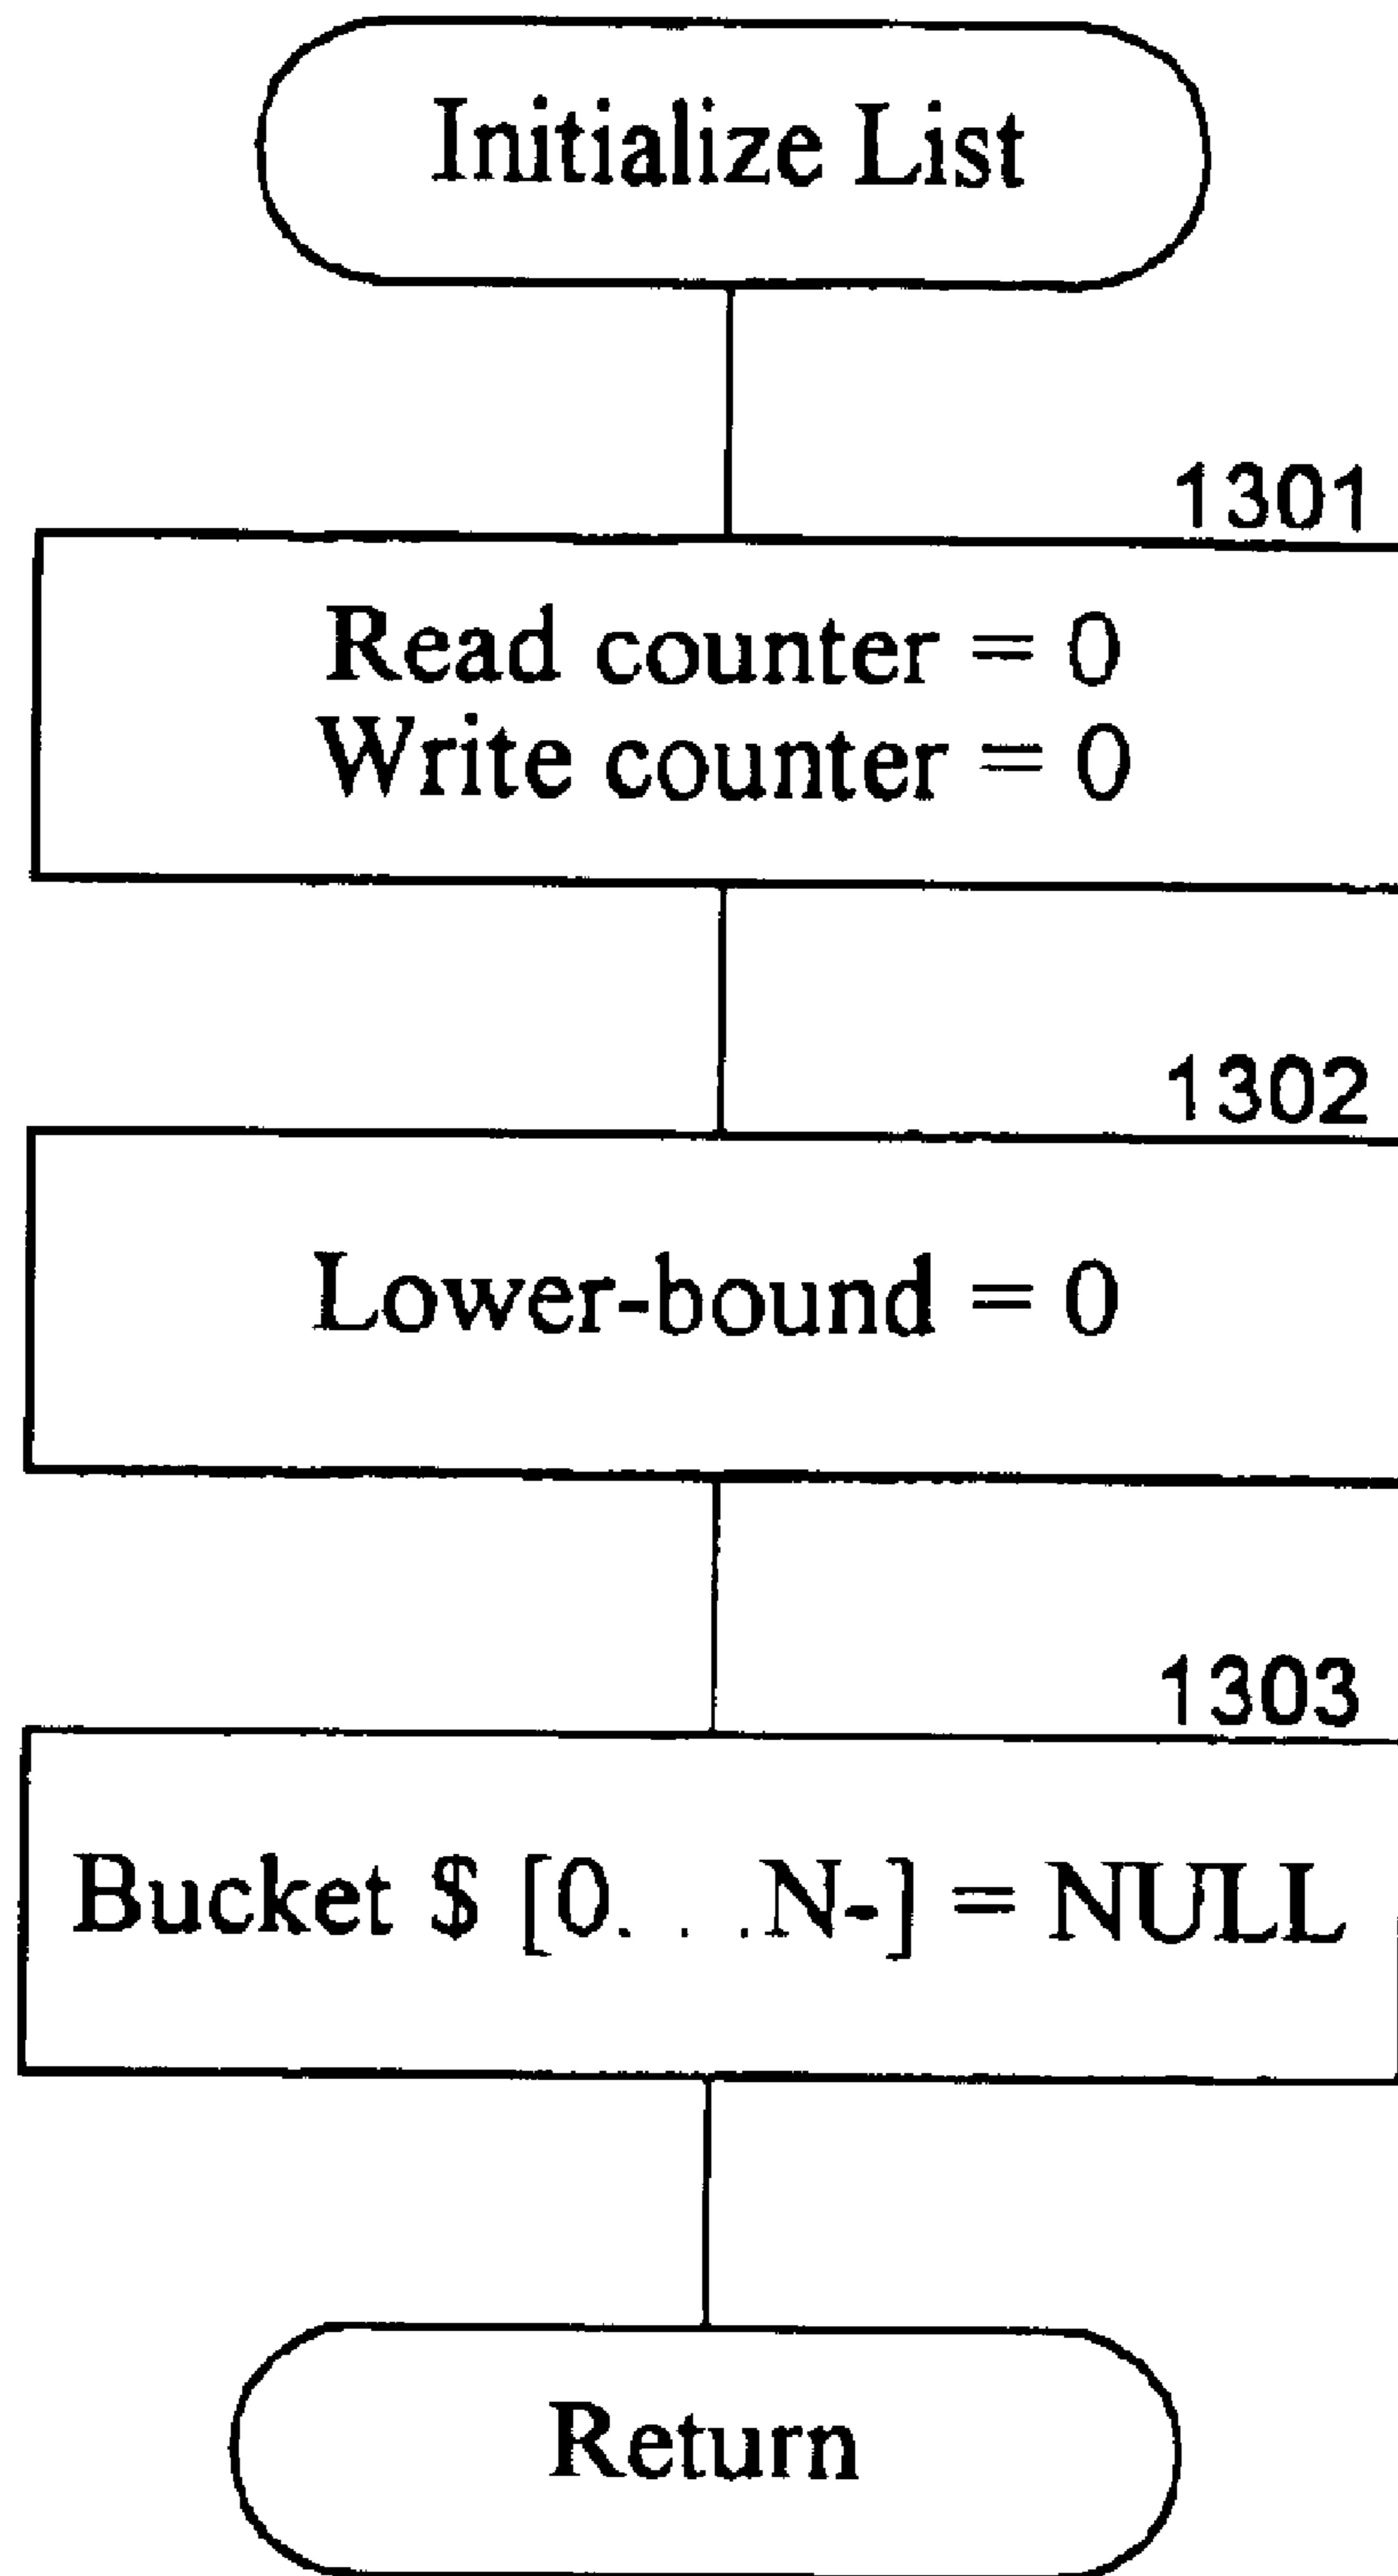 Initialize List
1301
Read counter = 0
Write counter = 0
1302
Lower-bound = 0
1303
Bucket $ [0. . .N-] = NULL
Return